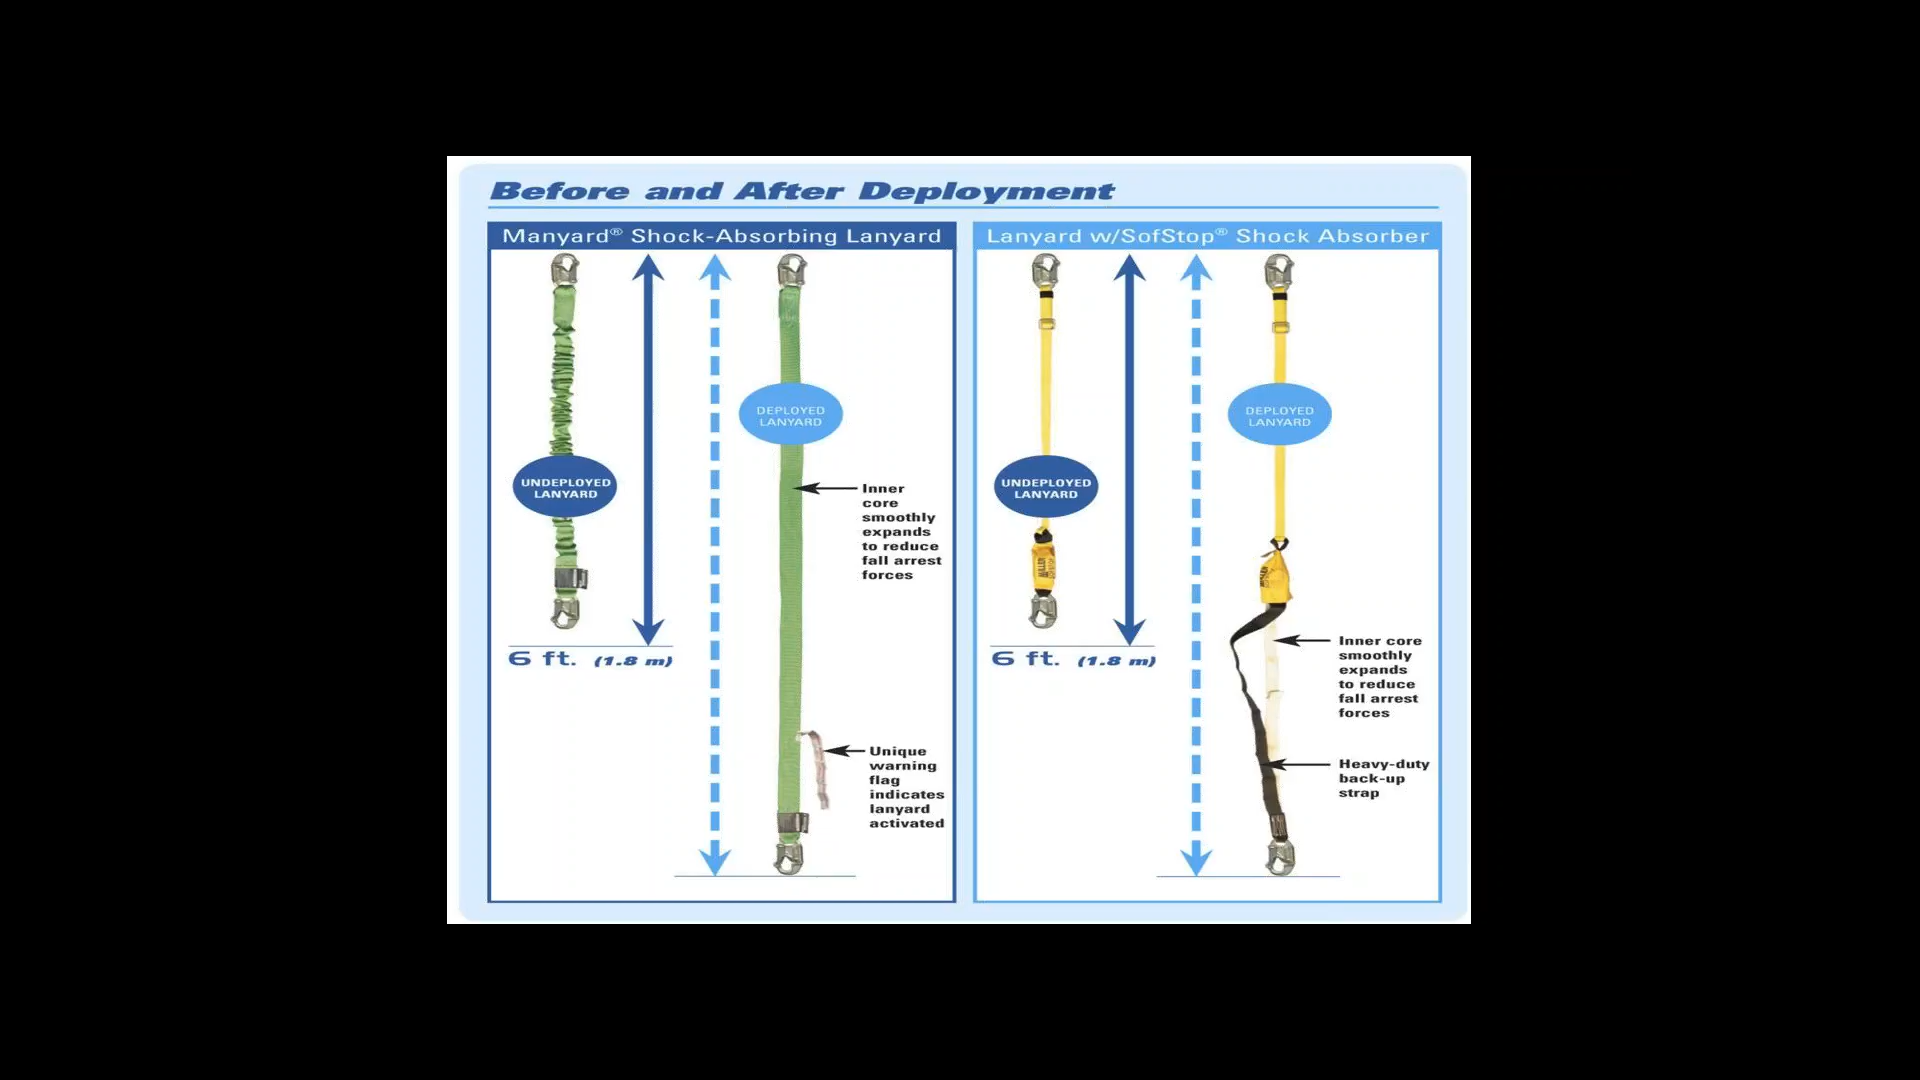 Before and After Deployment
Manyard® Shock-Absorbing Lanyard
UNDEPLOYED
LANYARD
6 ft. (1.8 m)
DEPLOYED
LANYARD
Inner
core
smoothly
expands
to reduce
fall arrest
forces
Unique
warning
flag
indicates
lanyard
activated
Lanyard w/SofStop® Shock Absorber
UNDEPLOYED
LANYARD
MILLER
6 ft. (1.8 m)
DEPLOYED
LANYARD
MILLER
Inner core
smoothly
expands
to reduce
fall arrest
forces
Heavy-duty
back-up
strap